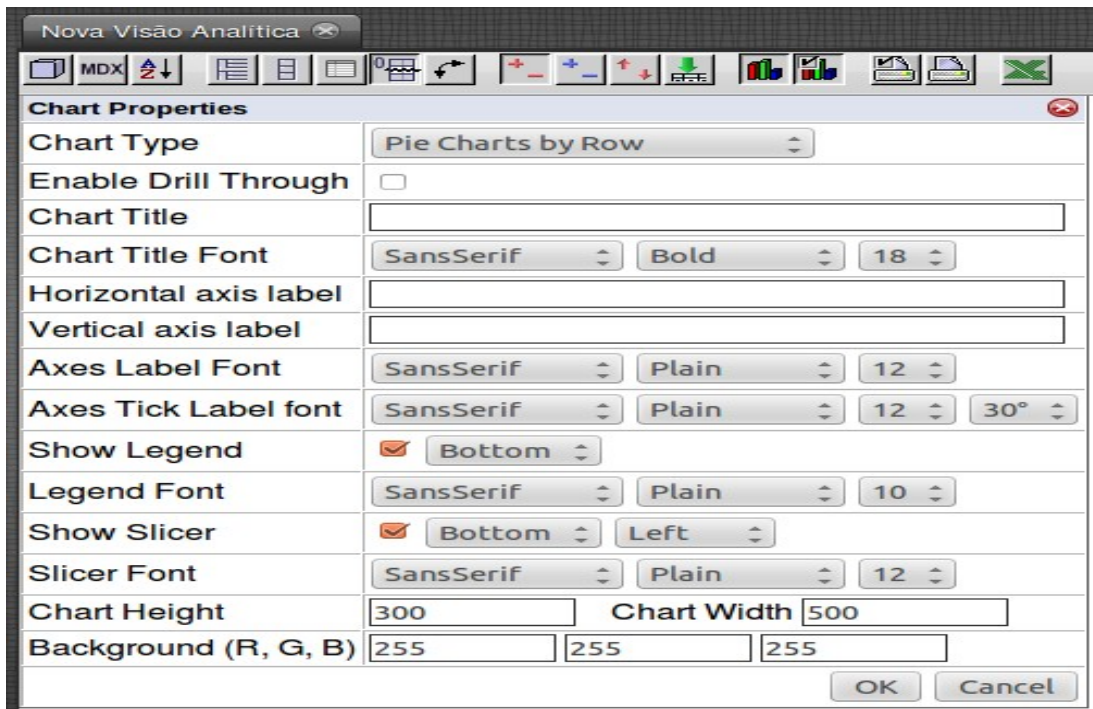 Nova Visão Analítica
MDX A Z 0
Chart Properties
Chart Type Pie Charts by Row
Enable Drill Through
Chart Title
Chart Title Font SansSerif Bold 18
Horizontal axis label
Vertical axis label
Axes Label Font SansSerif Plain 12
Axes Tick Label font SansSerif Plain 12 30°
Show Legend Bottom
Legend Font SansSerif Plain 10
Show Slicer Bottom Left
Slicer Font SansSerif Plain 12
Chart Height 300 Chart Width 500
Background (R, G, B) 255 255 255
OK Cancel